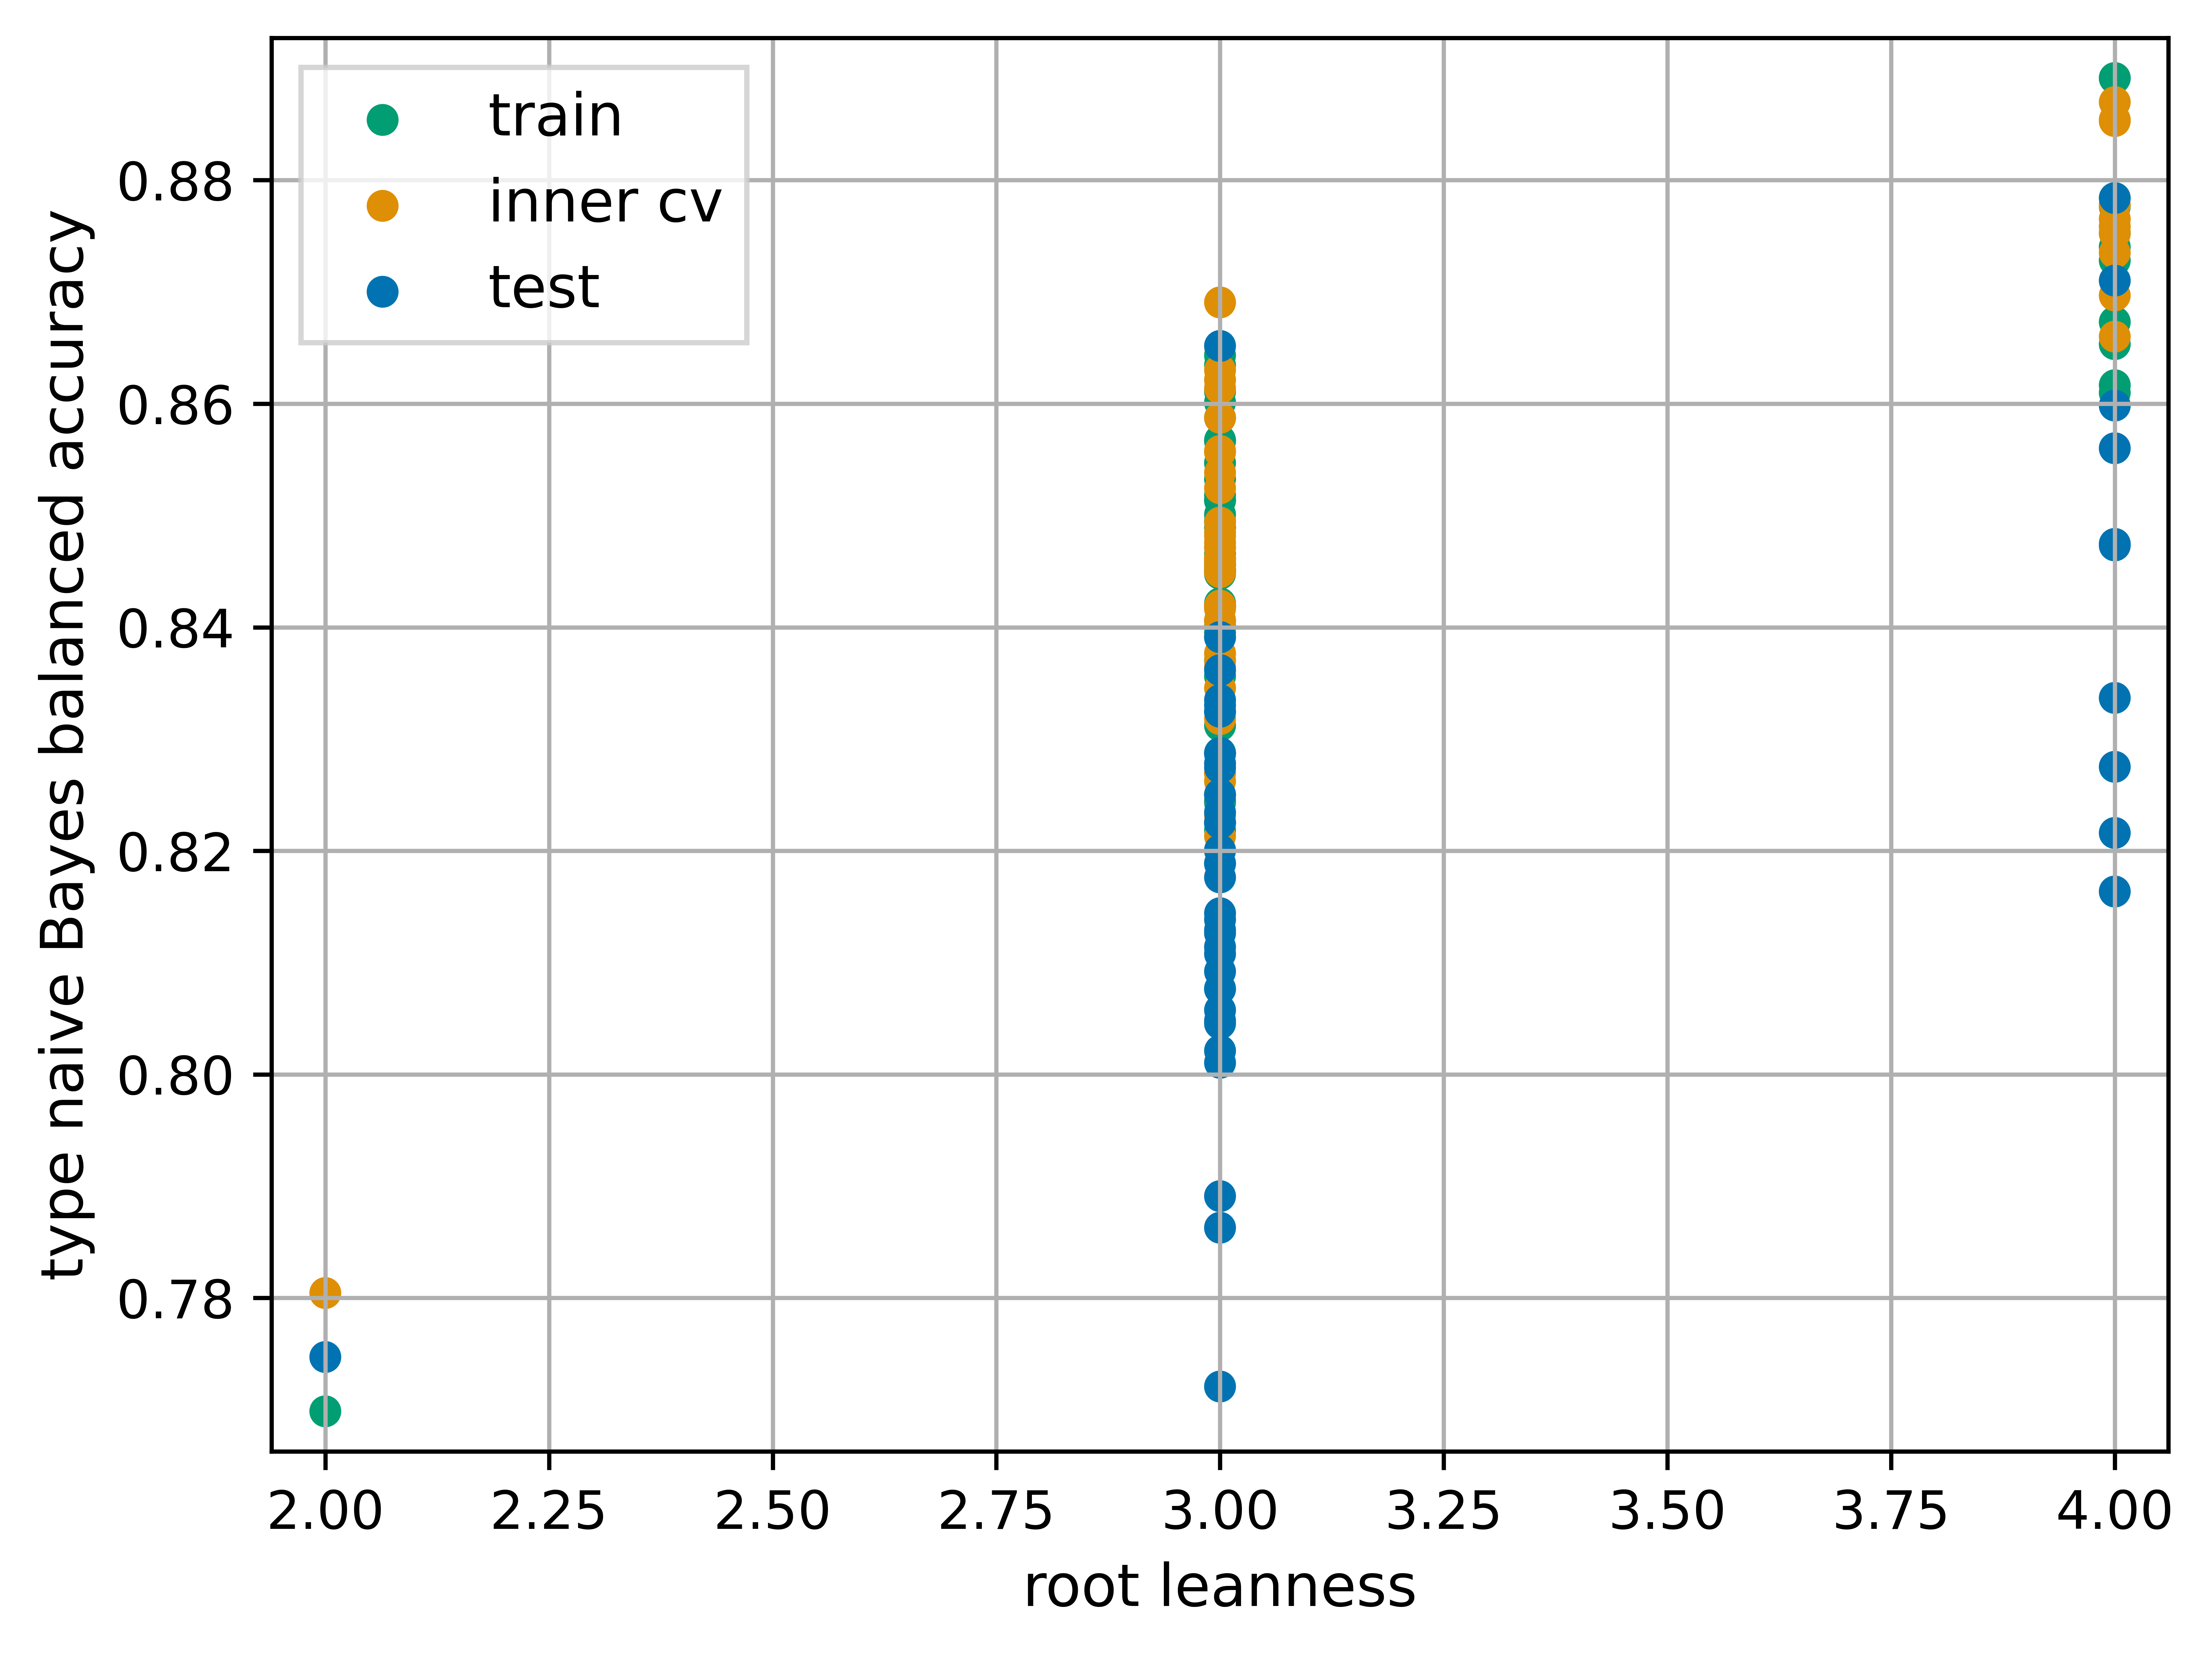 train
inner cv
test
0.88
0.86
0.84
0.82
0.80
0.78
type naive Bayes balanced accuracy
2.00 2.25 2.50 2.75 3.00 3.25 3.50 3.75 4.00
root leanness